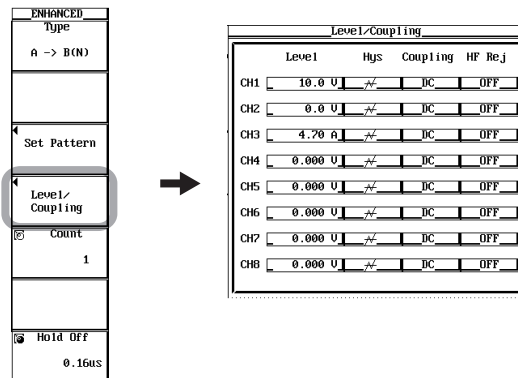 ENHANCED
Type
A -> B(N)
Set Pattern
Level/
Coupling
Count
1
Hold Off
0.16us
Level/Coupling
Level Hys Coupling HF Rej
CH1 10.0 V DC OFF
CH2 0.0 V DC OFF
CH3 4.70 A DC OFF
CH4 0.000 V DC OFF
CH5 0.000 V DC OFF
CH6 0.000 V DC OFF
CH7 0.000 V DC OFF
CH8 0.000 V DC OFF